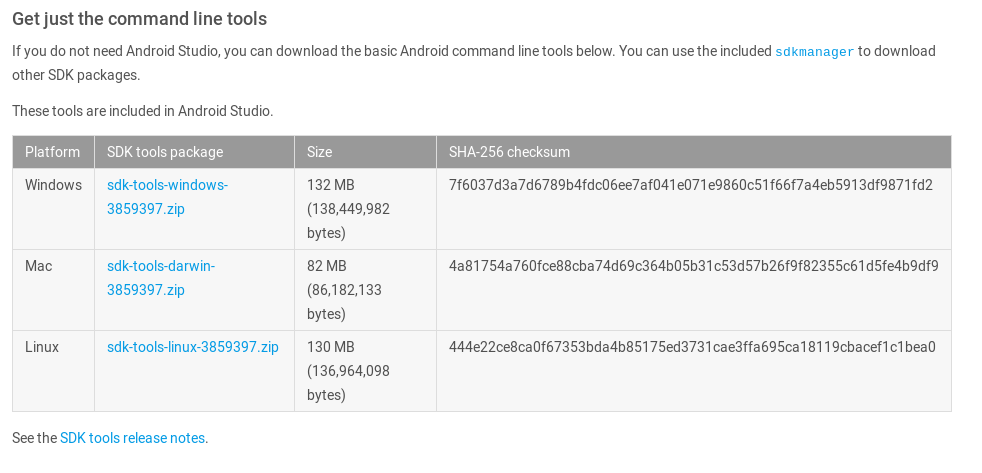 Get just the command line tools
If you do not need Android Studio, you can download the basic Android command line tools below. You can use the included sdkmanager to download
other SDK packages.
These tools are included in Android Studio.
Platform SDK tools package Size SHA-256 checksum
Windows sdk-tools-windows- 132 MB 7f6037d3a7d6789b4fdc06ee7af041e071e9860c51f66f7a4eb5913df9871fd2
3859397.zip (138,449,982
bytes)
Mac sdk-tools-darwin- 82 MB 4a81754a760fce88cba74d69c364b05b31c53d57b26f9f82355c61d5fe4b9df9
3859397.zip (86,182,133
bytes)
Linux sdk-tools-linux-3859397.zip 130 MB 444e22ce8ca0f67353bda4b85175ed3731cae3ffa695ca18119cbacef1c1bea0
(136,964,098
bytes)
See the SDK tools release notes.